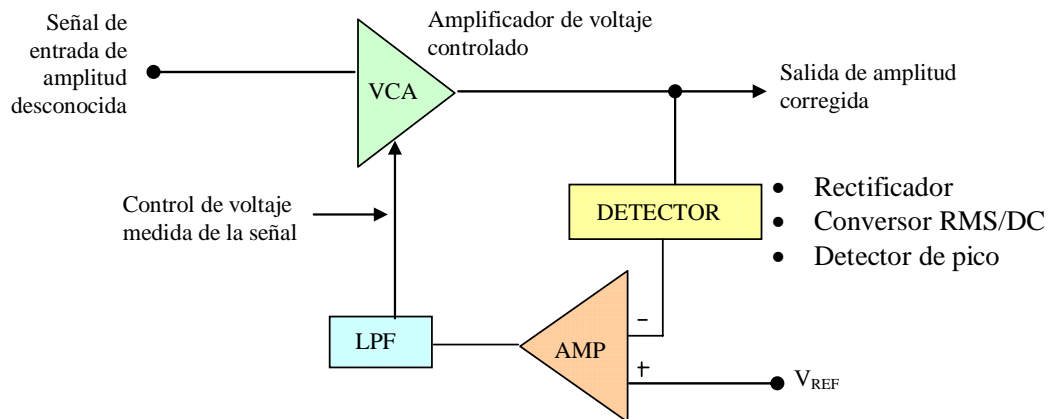 Señal de
entrada de
amplitud
desconocida
Amplificador de voltaje
controlado
VCA
Salida de amplitud
corregida
Control de voltaje
medida de la señal
DETECTOR
• Rectificador
• Conversor RMS/DC
• Detector de pico
LPF
AMP
−
+
VREF